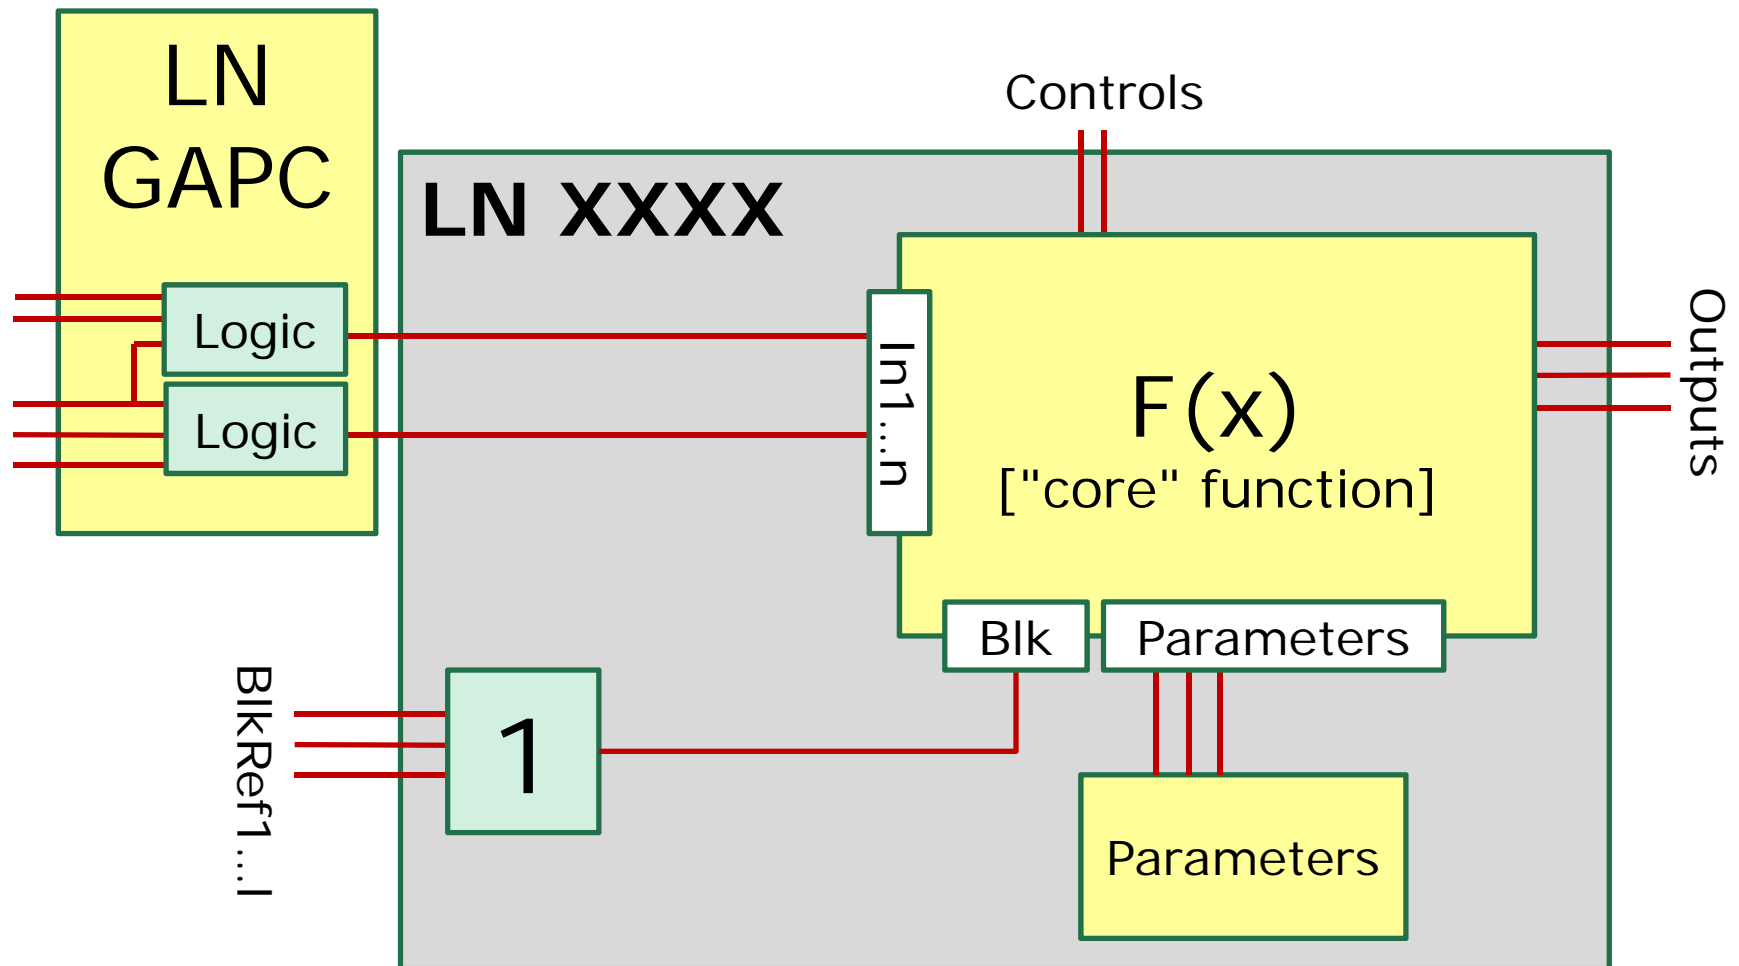 LN
GAPC
Controls
LN XXXX
Logic
Logic
In1...n
F(x)
["core" function]
Outputs
Blk
Parameters
BlkRef1...l
1
Parameters